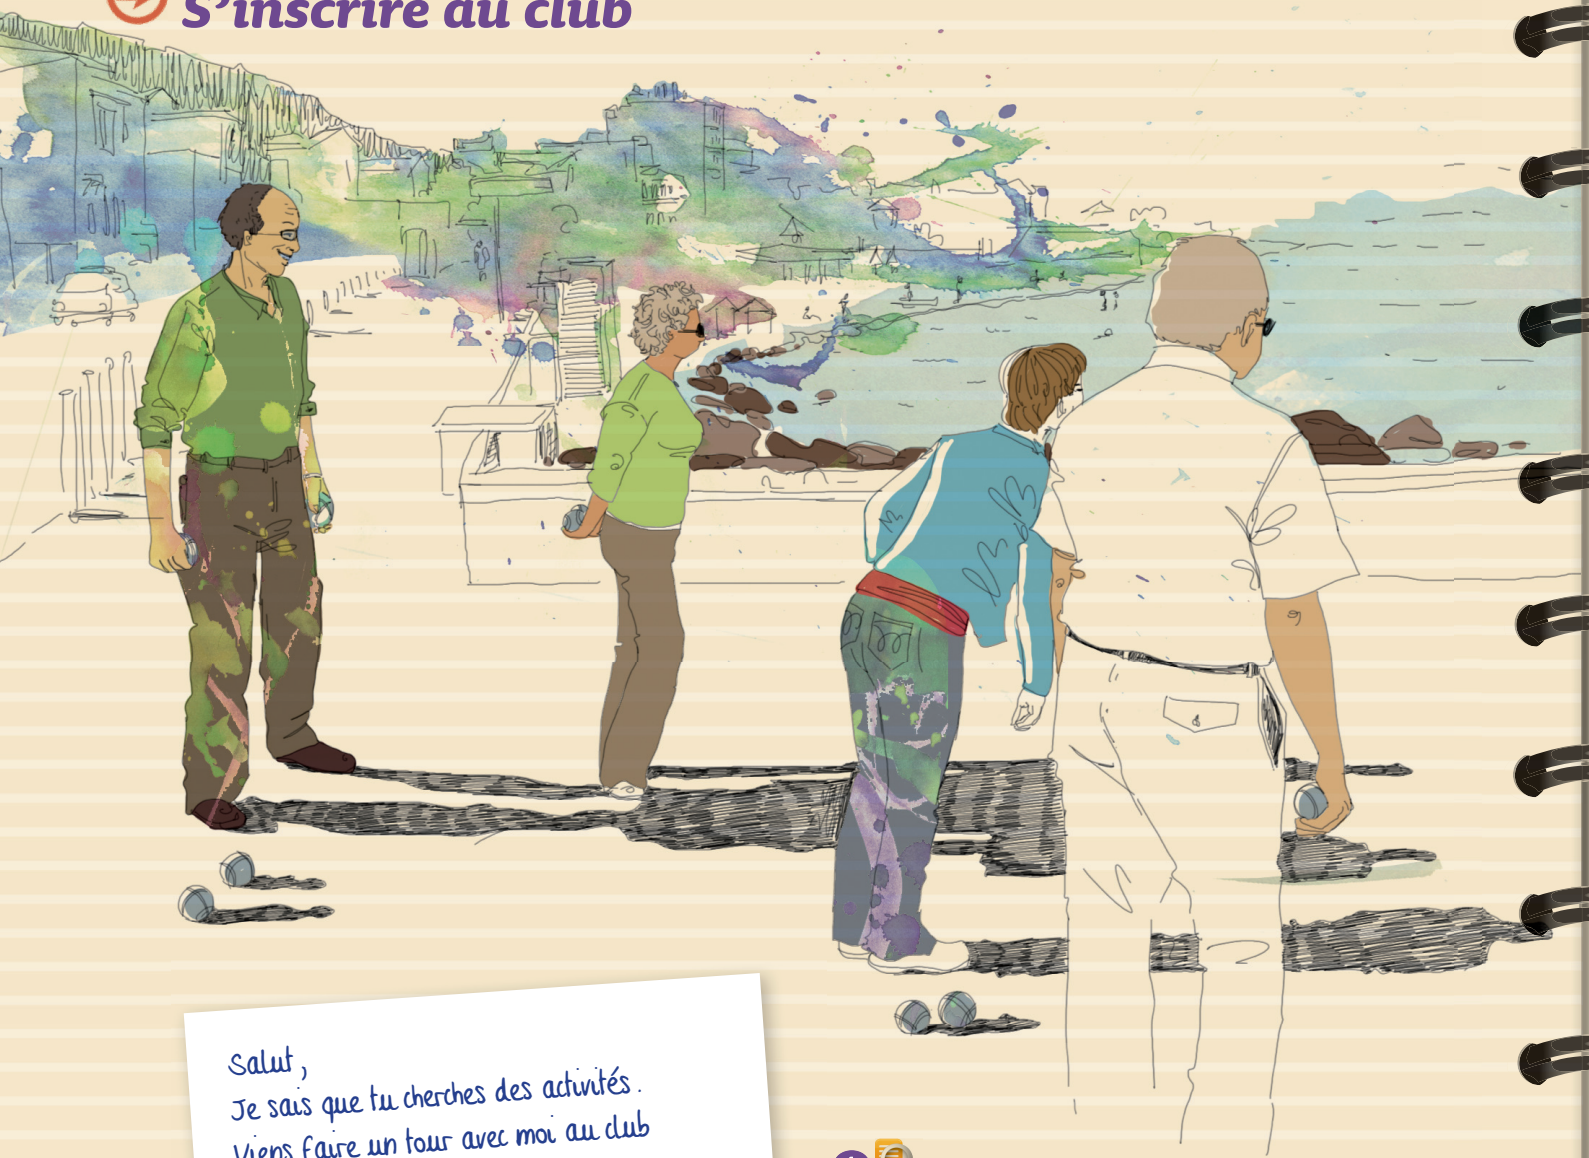 S'inscrire au club
Salut,
Je sais que tu cherches des activités.
Viens faire un tour avec moi au club